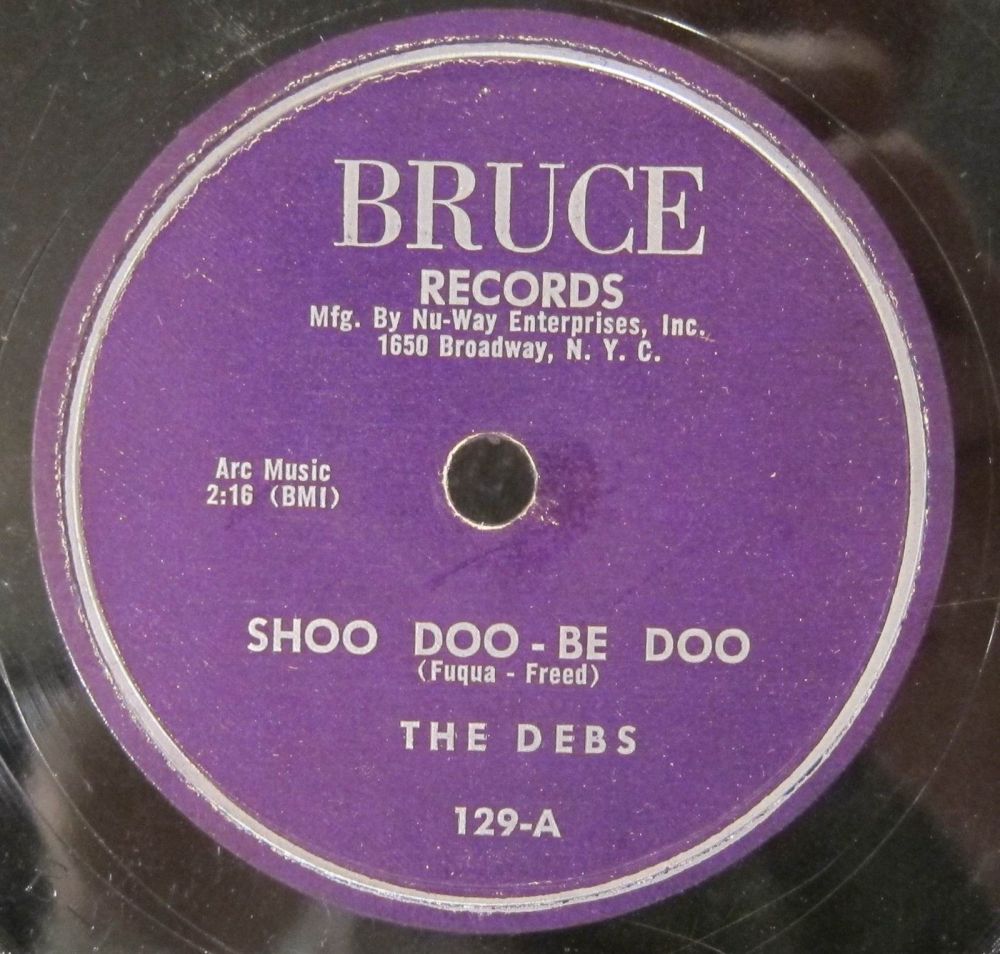 BRUCE
RECORDS
Mfg. By Nu-Way Enterprises, Inc.
1650 Broadway, N. Y. C.
Arc Music
2:16 (BMI)
SHOO DOO - BE DOO
(Fuqua - Freed)
THE DEBS
129-A